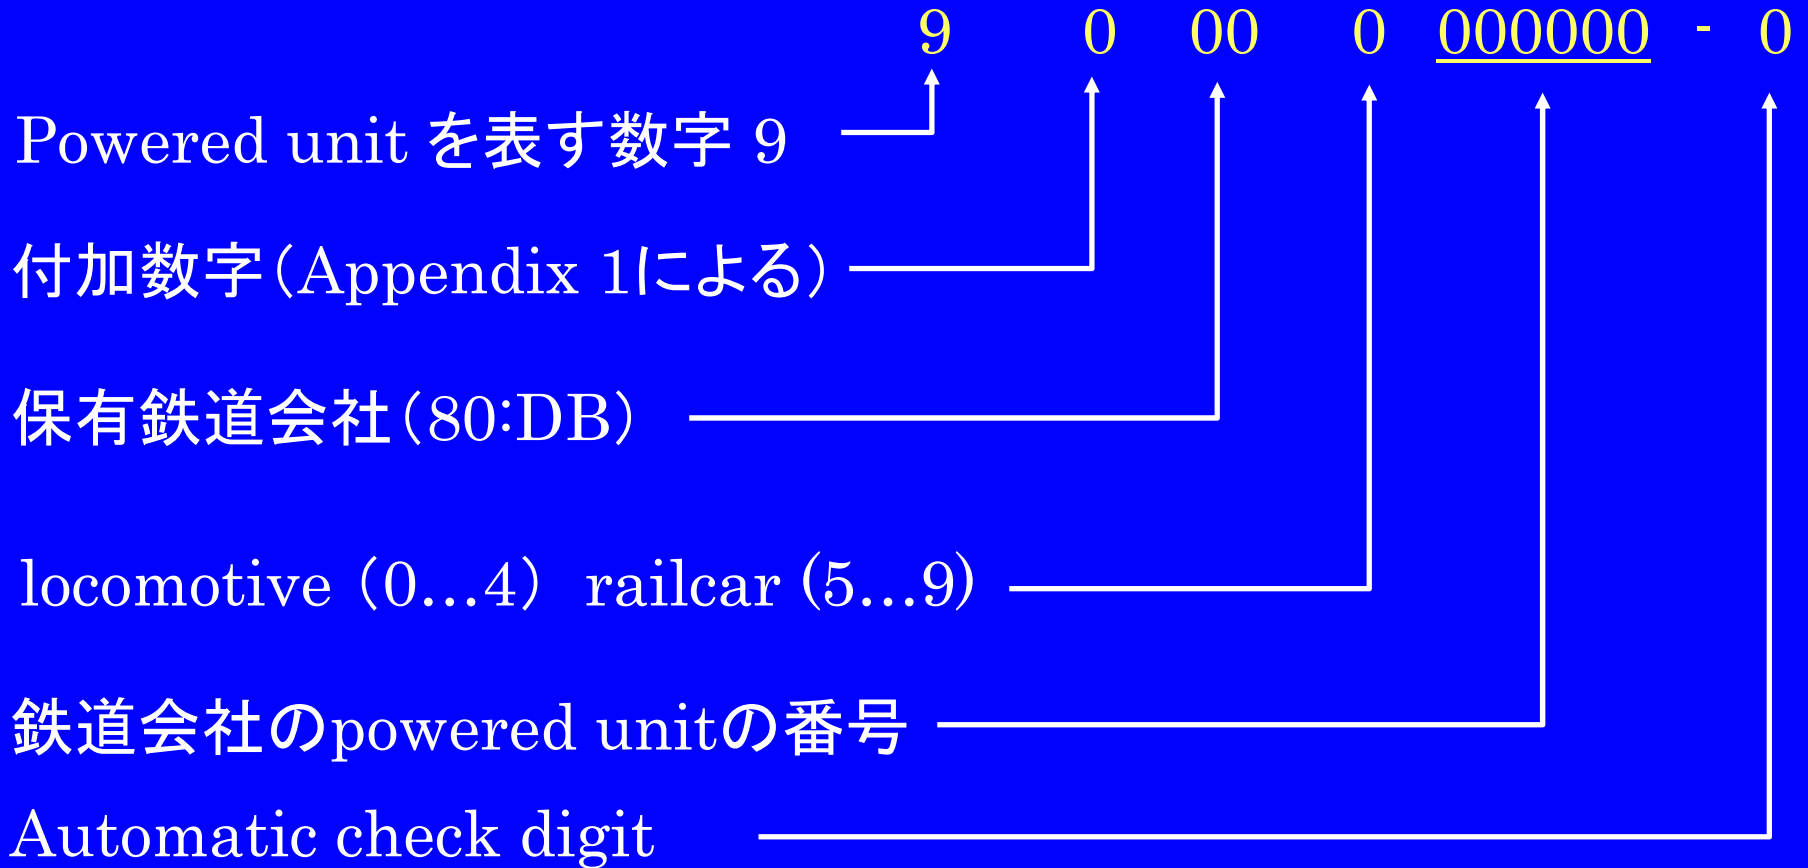 9 0 00 0 000000 - 0
Powered unit を表す数字 9
付加数字(Appendix 1による)
保有鉄道会社(80:DB)
locomotive (0…4) railcar (5…9)
鉄道会社のpowered unitの番号
Automatic check digit